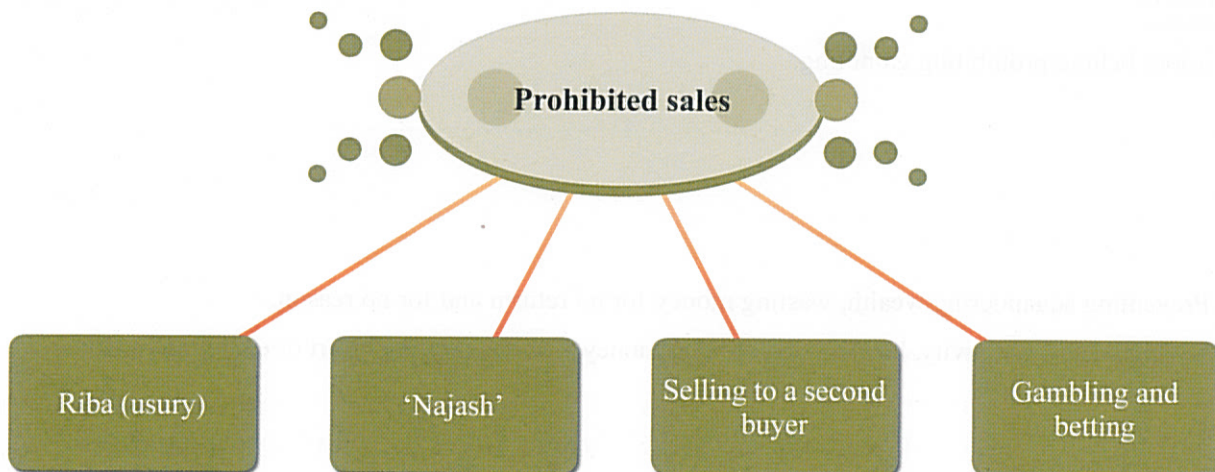 Prohibited sales
Riba (usury)
‘Najash’
Selling to a second
buyer
Gambling and
betting